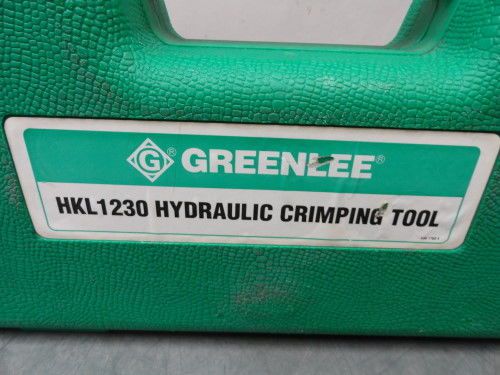 G® GREENLEE®
HKL1230 HYDRAULIC CRIMPING TOOL